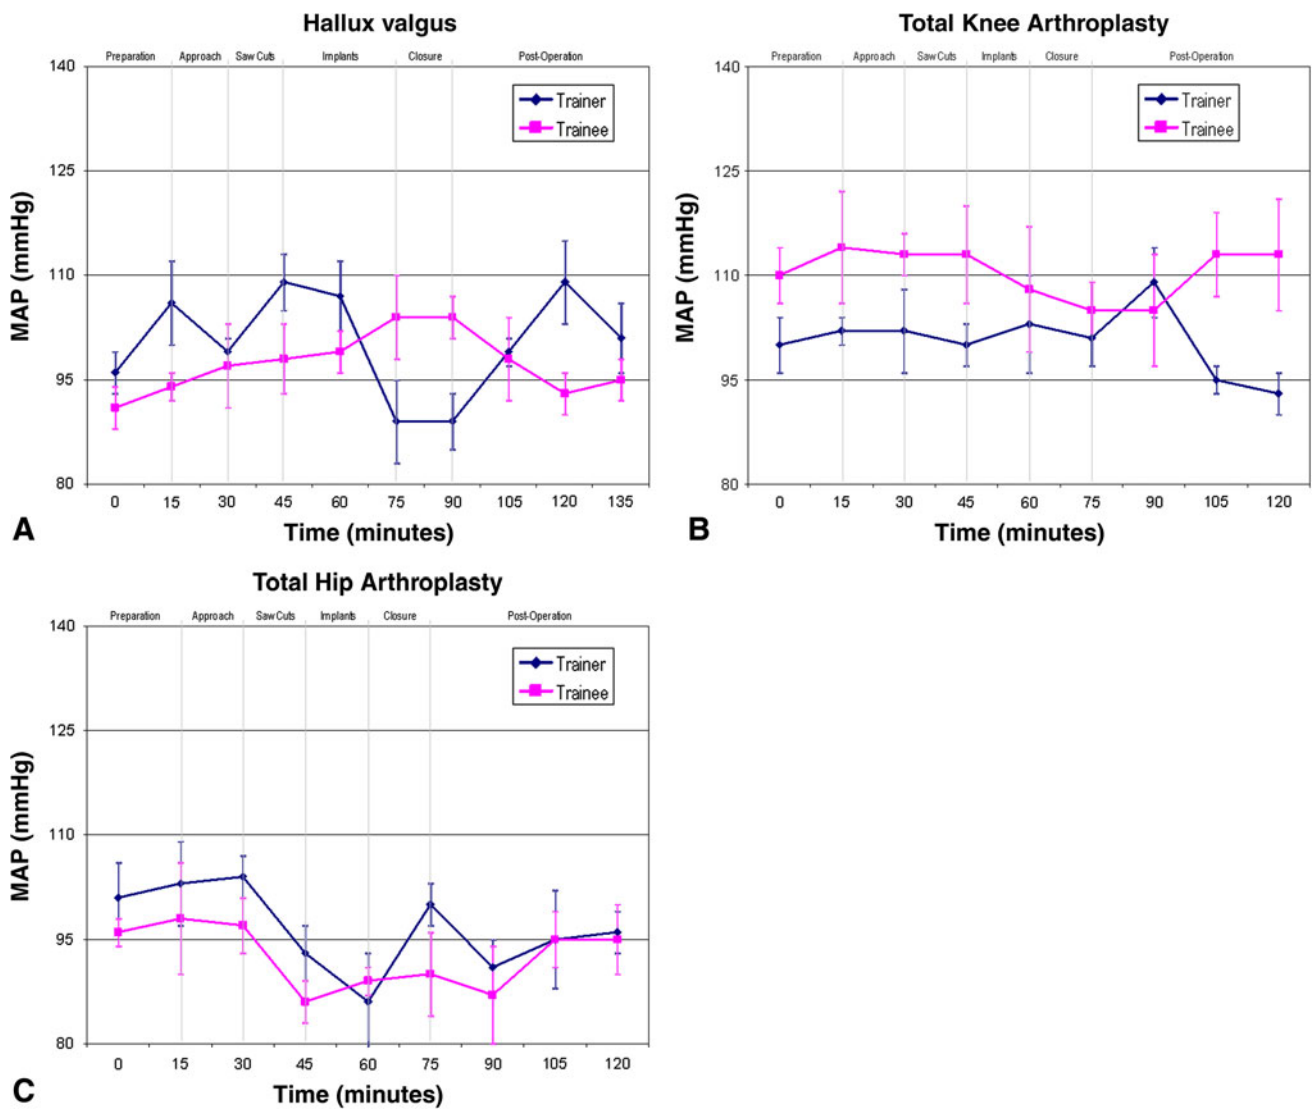 Hallux valgus
Preparation Approach Saw Cuts Implants Closure Post-Operation
140
125
110
95
80
MAP (mmHg)
Trainer
Trainee
0 15 30 45 60 75 90 105 120 135
Time (minutes)
A
Total Knee Arthroplasty
Preparation Approach Saw Cuts Implants Closure Post-Operation
140
125
110
95
80
MAP (mmHg)
Trainer
Trainee
0 15 30 45 60 75 90 105 120
Time (minutes)
B
Total Hip Arthroplasty
Preparation Approach Saw Cuts Implants Closure Post-Operation
140
125
110
95
80
MAP (mmHg)
Trainer
Trainee
0 15 30 45 60 75 90 105 120
Time (minutes)
C